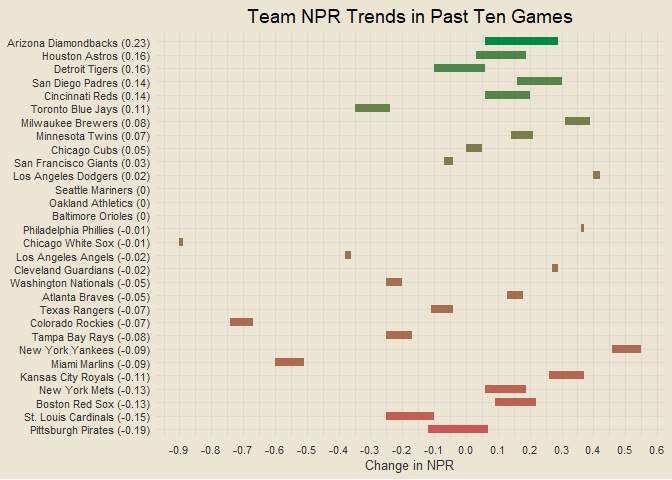 Team NPR Trends in Past Ten Games
Arizona Diamondbacks (0.23)
Houston Astros (0.16)
Detroit Tigers (0.16)
San Diego Padres (0.14)
Cincinnati Reds (0.14)
Toronto Blue Jays (0.11)
Milwaukee Brewers (0.08)
Minnesota Twins (0.07)
Chicago Cubs (0.05)
San Francisco Giants (0.03)
Los Angeles Dodgers (0.02)
Seattle Mariners (0)
Oakland Athletics (0)
Baltimore Orioles (0)
Philadelphia Phillies (-0.01)
Chicago White Sox (-0.01)
Los Angeles Angels (-0.02)
Cleveland Guardians (-0.02)
Washington Nationals (-0.05)
Atlanta Braves (-0.05)
Texas Rangers (-0.07)
Colorado Rockies (-0.07)
Tampa Bay Rays (-0.08)
New York Yankees (-0.09)
Miami Marlins (-0.09)
Kansas City Royals (-0.11)
New York Mets (-0.13)
Boston Red Sox (-0.13)
St. Louis Cardinals (-0.15)
Pittsburgh Pirates (-0.19)
-0.9 -0.8 -0.7 -0.6 -0.5 -0.4 -0.3 -0.2 -0.1 0.0 0.1 0.2 0.3 0.4 0.5 0.6
Change in NPR